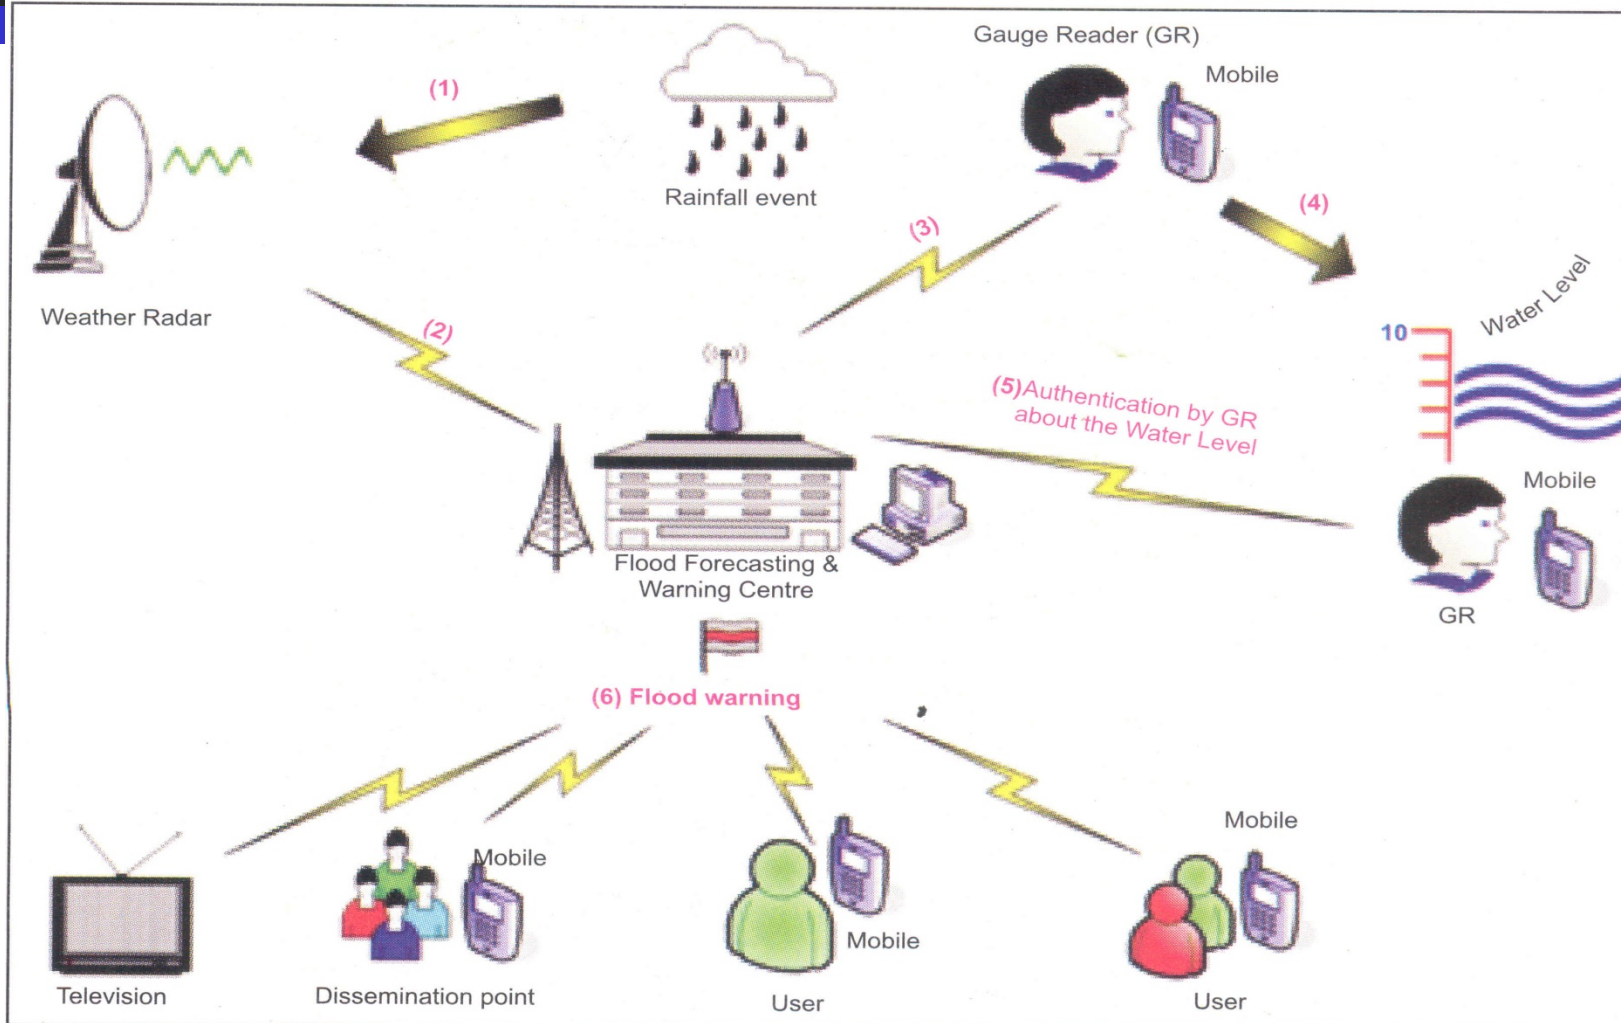 Gauge Reader (GR)
Mobile
(1)
Rainfall event
(4)
(3)
Weather Radar
(2)
Water Level
10
(5)Authentication by GR
about the Water Level
Mobile
Flood Forecasting &
Warning Centre
GR
(6) Flood warning
Mobile
Mobile
Mobile
Television
Dissemination point
User
User